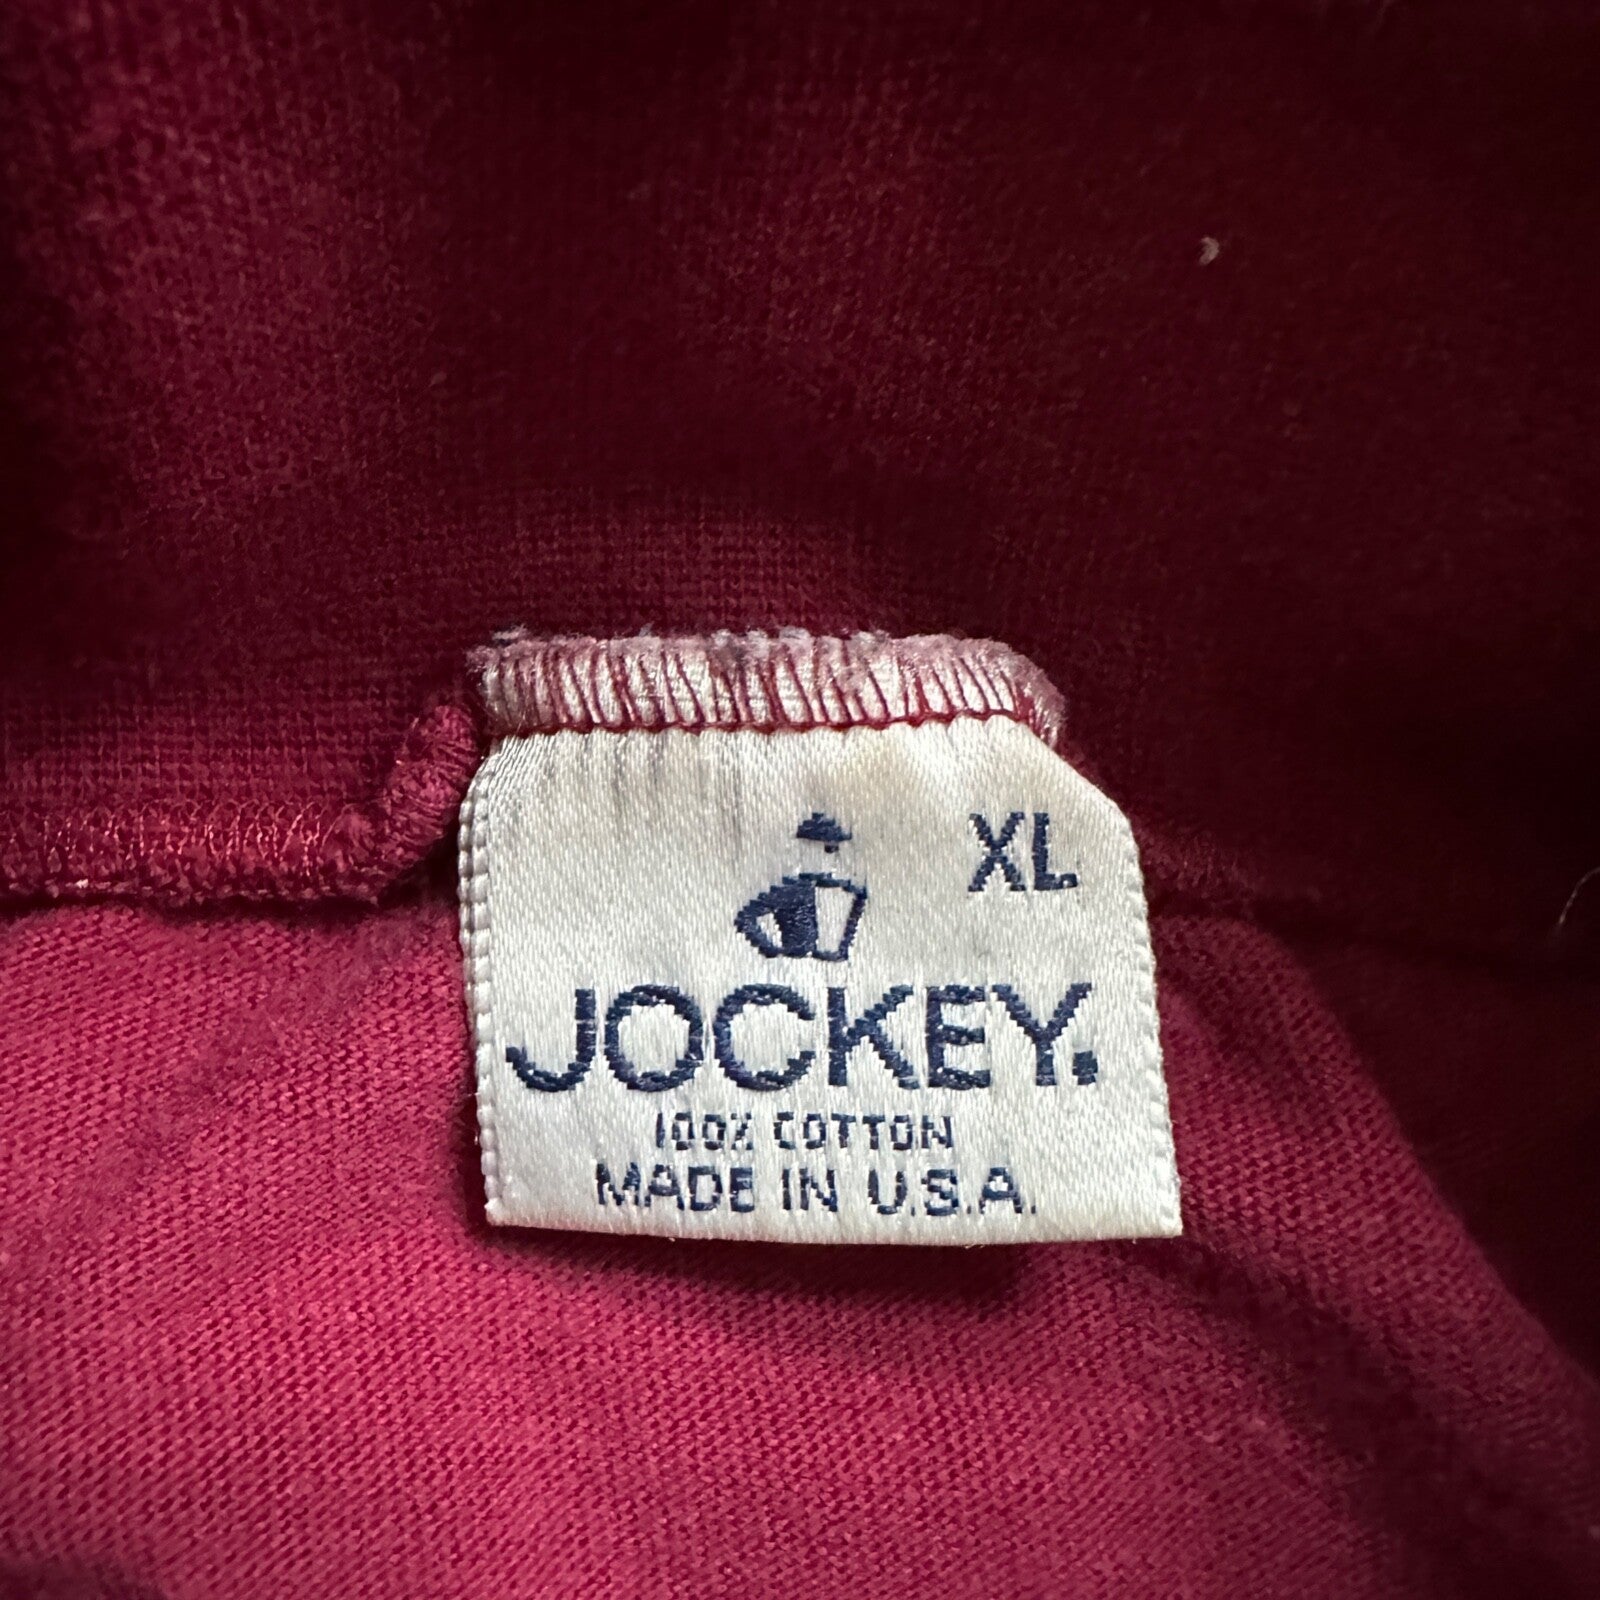 XL
JOCKEY.
100% COTTON
MADE IN U.S.A.